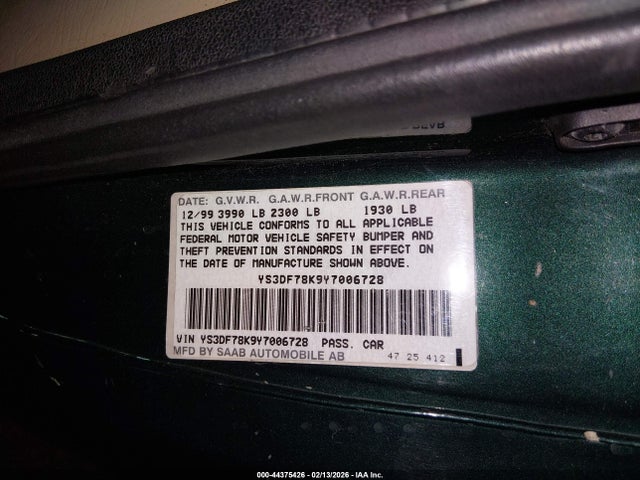 DATE: G.V.W.R. G.A.W.R.FRONT G.A.W.R.REAR
12/99 3990 LB 2300 LB 1930 LB
THIS VEHICLE CONFORMS TO ALL APPLICABLE
FEDERAL MOTOR VEHICLE SAFETY BUMPER AND
THEFT PREVENTION STANDARDS IN EFFECT ON
THE DATE OF MANUFACTURE SHOWN ABOVE.
YS3DF78K9Y7006728
VIN YS3DF78K9Y7006728 PASS. CAR
MFD BY SAAB AUTOMOBILE AB 47 25 412
000-44375426 - 02/13/2026 - IAA Inc.